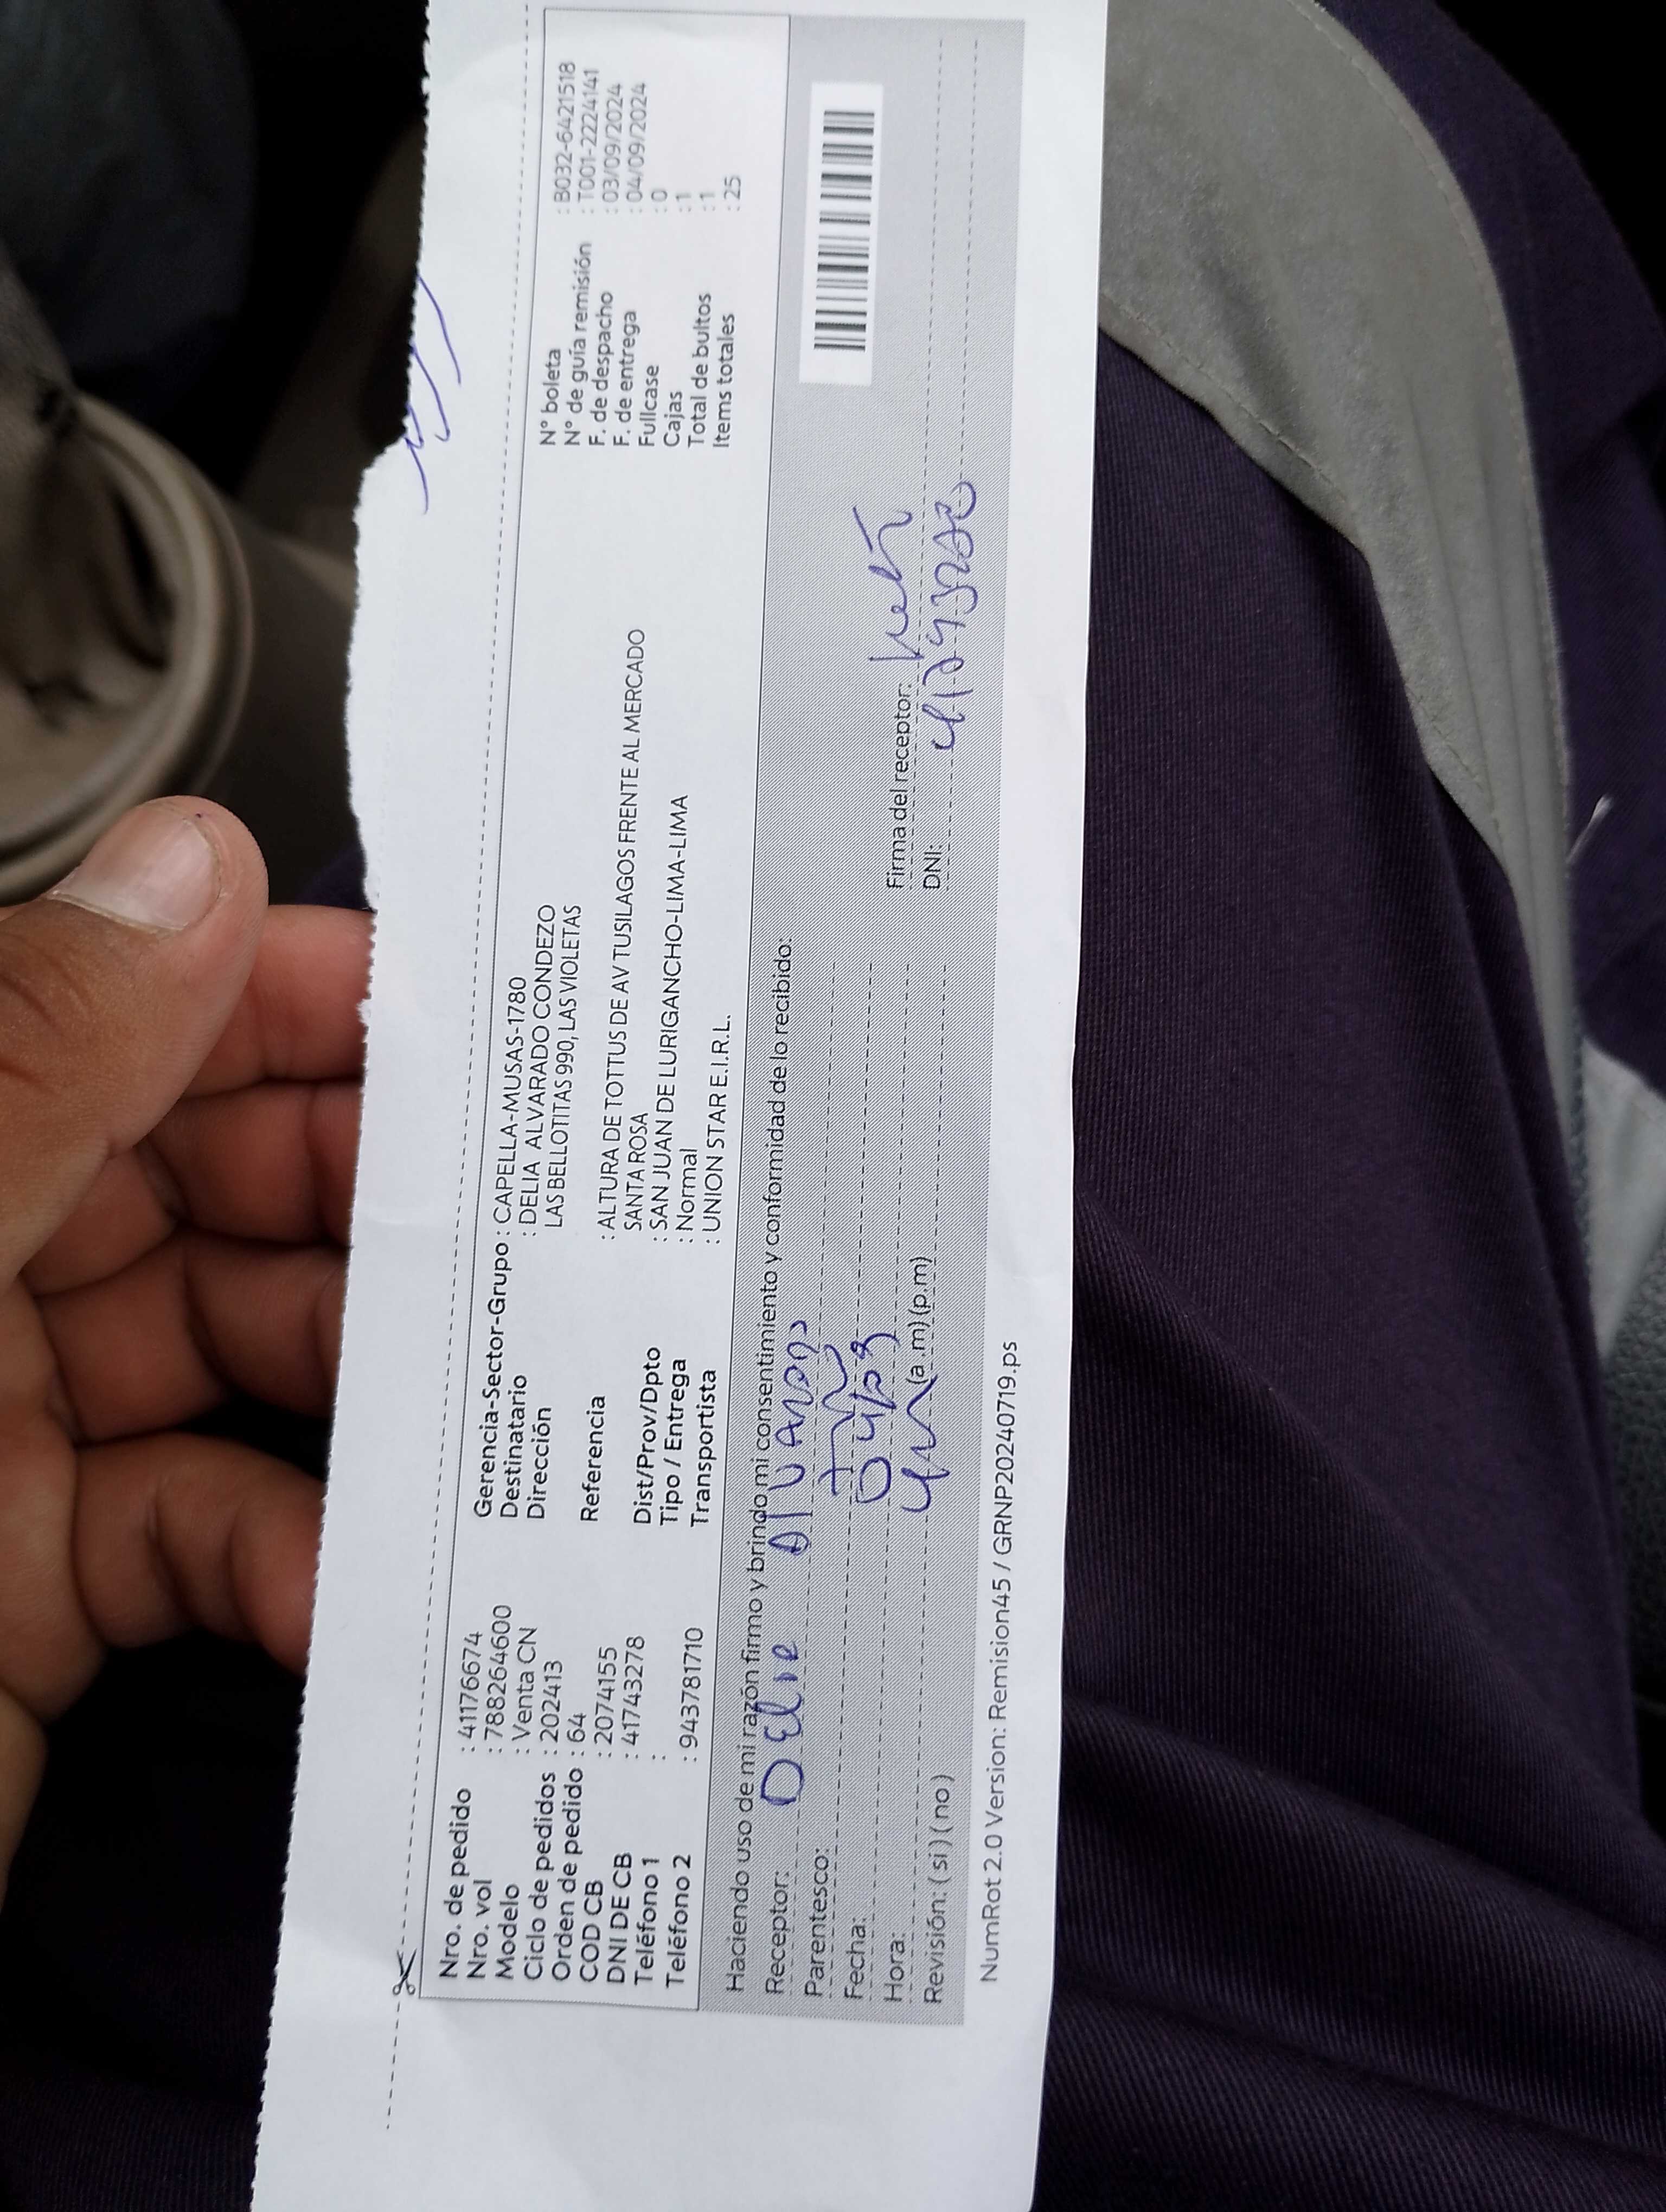 Nro. de pedido : 41176674
Nro. vol : 788264600
Modelo : Venta CN
Ciclo de pedidos : 202413
Orden de pedido : 64
COD CB : 2074155
DNI DE CB : 41743278
Teléfono 1 :
Teléfono 2 : 943781710
Gerencia-Sector-Grupo : CAPELLA-MUSAS-1780
Destinatario : DELIA ALVARADO CONDEZO
Dirección LAS BELLOTITAS 990, LAS VIOLETAS
Referencia : ALTURA DE TOTTUS DE AV TUSILAGOS FRENTE AL MERCADO
SANTA ROSA
Dist/Prov/Dpto : SAN JUAN DE LURIGANCHO-LIMA-LIMA
Tipo / Entrega : Normal
Transportista : UNION STAR E.I.R.L.
N° boleta : B032-6421518
N° de guía remisión : T001-2224141
F. de despacho : 03/09/2024
F. de entrega : 04/09/2024
Fullcase : 0
Cajas : 1
Total de bultos : 1
Items totales : 25
Haciendo uso de mi razón firmo y brindo mi consentimiento y conformidad de lo recibido:
Receptor: Delia
Parentesco:
Fecha:
Hora:
Revisión: ( si ) ( no ) (a m) (p.m)
Firma del receptor:
DNI:
NumRot 2.0 Version: Remision45 / GRNP20240719.ps